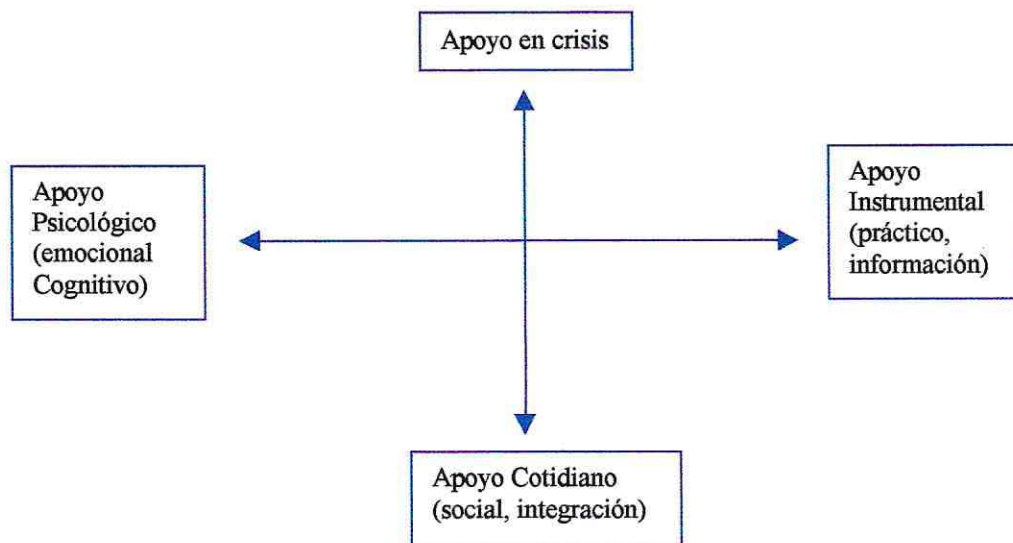 Apoyo en crisis
Apoyo
Psicológico
(emocional
Cognitivo)
Apoyo
Instrumental
(práctico,
información)
Apoyo Cotidiano
(social, integración)